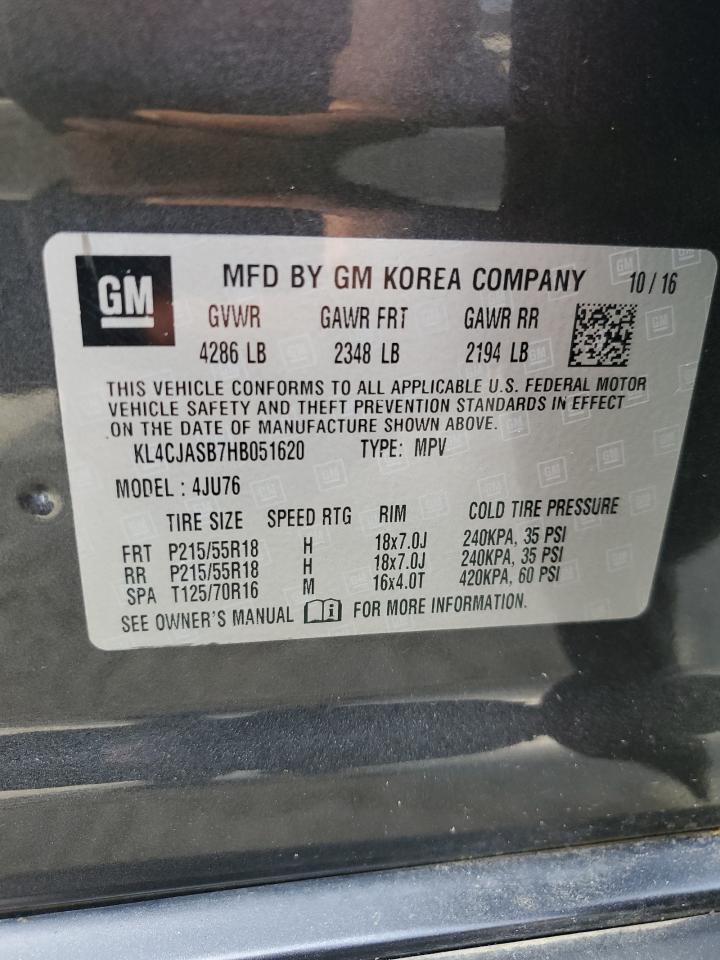 GM
MFD BY GM KOREA COMPANY 10/16
GVWR GAWR FRT GAWR RR
4286 LB 2348 LB 2194 LB
THIS VEHICLE CONFORMS TO ALL APPLICABLE U.S. FEDERAL MOTOR
VEHICLE SAFETY AND THEFT PREVENTION STANDARDS IN EFFECT
ON THE DATE OF MANUFACTURE SHOWN ABOVE.
KL4CJASB7HB051620 TYPE: MPV
MODEL : 4JU76
TIRE SIZE SPEED RTG RIM COLD TIRE PRESSURE
FRT P215/55R18 H 18x7.0J 240KPA, 35 PSI
RR P215/55R18 H 18x7.0J 240KPA, 35 PSI
SPA T125/70R16 M 16x4.0T 420KPA, 60 PSI
SEE OWNER'S MANUAL i FOR MORE INFORMATION.